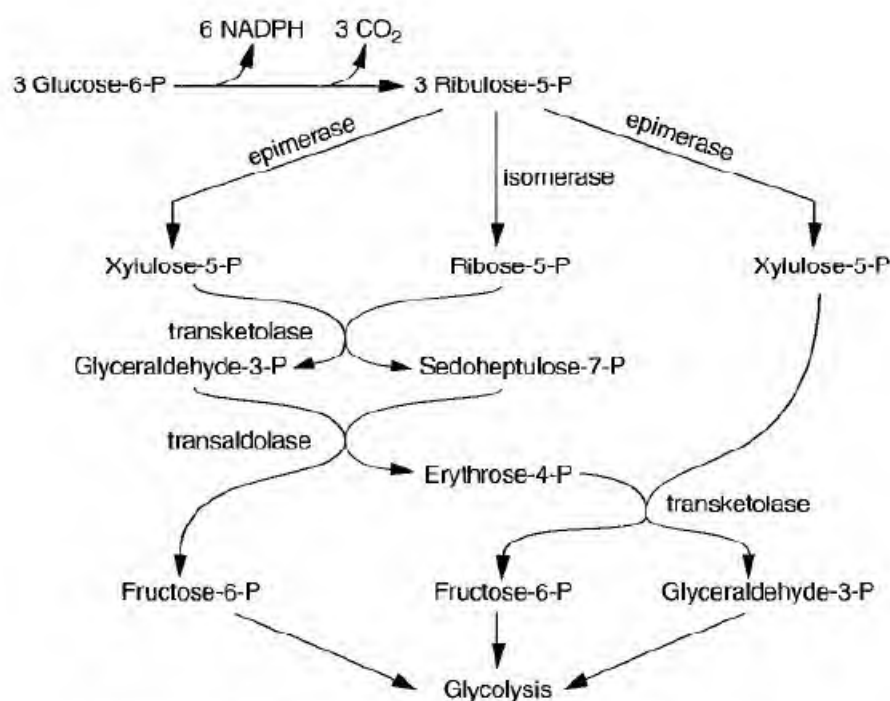 6 NADPH 3 CO2
3 Glucose-6-P 3 Ribulose-5-P
epimerase
epimerase
isomerase
Xylulose-5-P Ribose-5-P Xylulose-5-P
transketolase
Glyceraldehyde-3-P Sedoheptulose-7-P
transaldolase
Erythrose-4-P
transketolase
Fructose-6-P Fructose-6-P Glyceraldehyde-3-P
Glycolysis